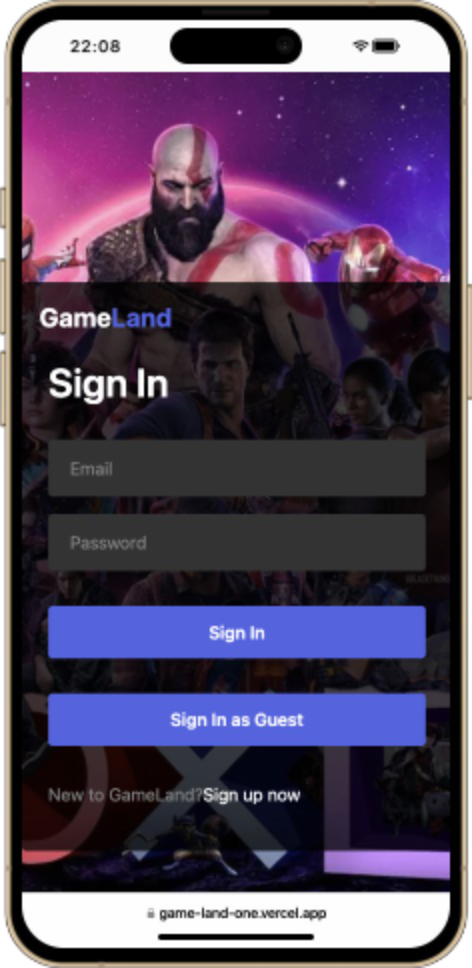 22:08
GameLand
Sign In
Email
Password
Sign In
Sign In as Guest
New to GameLand?Sign up now
game-land-one.vercel.app